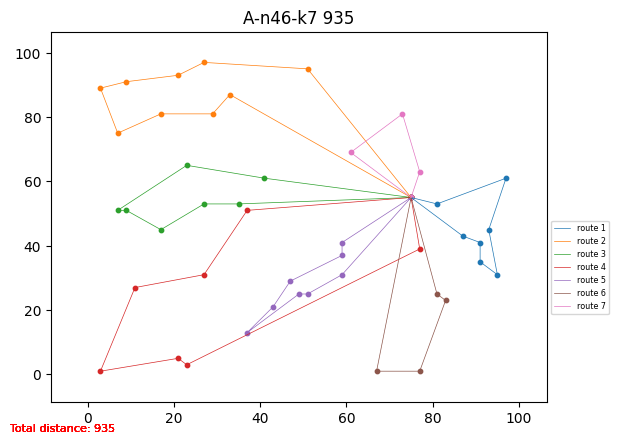 A-n46-k7 935
100
80
60
40
20
0
0 20 40 60 80 100
route 1
route 2
route 3
route 4
route 5
route 6
route 7
Total distance: 935